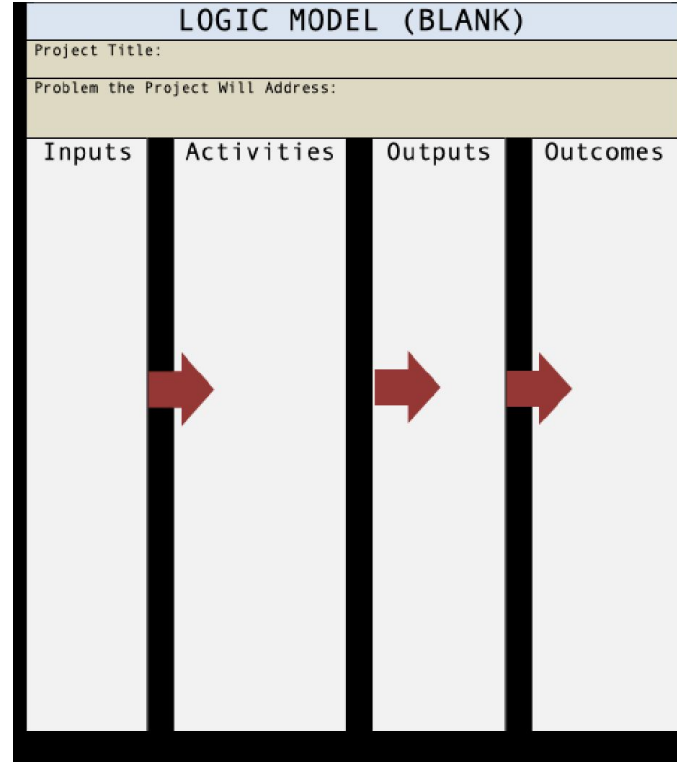 LOGIC MODEL (BLANK)
Project Title:
Problem the Project Will Address:
Inputs
Activities
Outputs
Outcomes